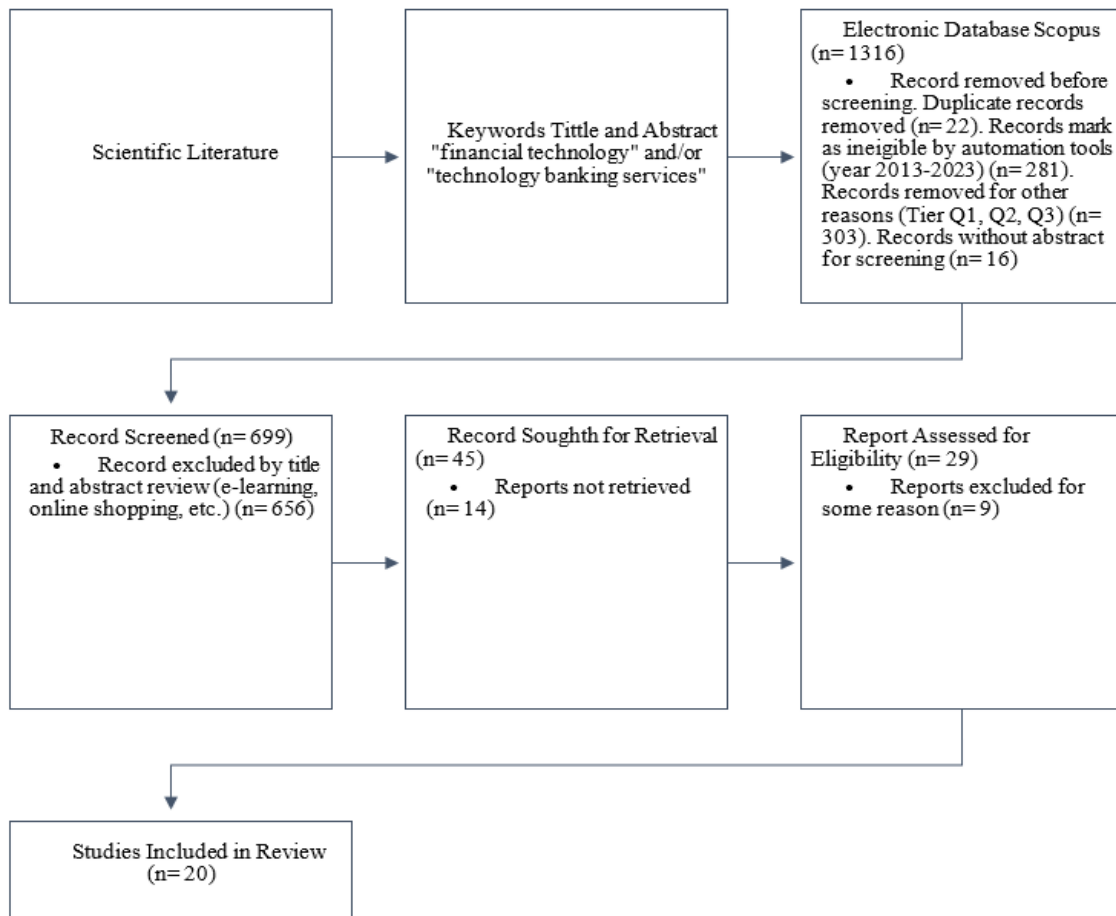 Scientific Literature
Keywords Tittle and Abstract
"financial technology" and/or
"technology banking services"
Electronic Database Scopus
(n= 1316)
• Record removed before
screening. Duplicate records
removed (n= 22). Records mark
as ineigible by automation tools
(year 2013-2023) (n= 281).
Records removed for other
reasons (Tier Q1, Q2, Q3) (n=
303). Records without abstract
for screening (n= 16)
Record Screened (n= 699)
• Record excluded by title
and abstract review (e-learning,
online shopping, etc.) (n= 656)
Record Soughth for Retrieval
(n= 45)
• Reports not retrieved
(n= 14)
Report Assessed for
Eligibility (n= 29)
• Reports excluded for
some reason (n= 9)
Studies Included in Review
(n= 20)